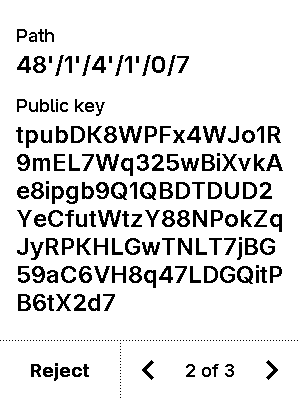 Path
48'/1'/4'/1'/0/7
Public key
tpubDK8WPFx4WJo1R
9mEL7Wq325wBiXvkA
e8ipgb9Q1QBDTDUD2
YeCfutWtzY88NPokZq
JyRPKHLGwTNLT7jBG
59aC6VH8q47LDGQitP
B6tX2d7
Reject
2 of 3